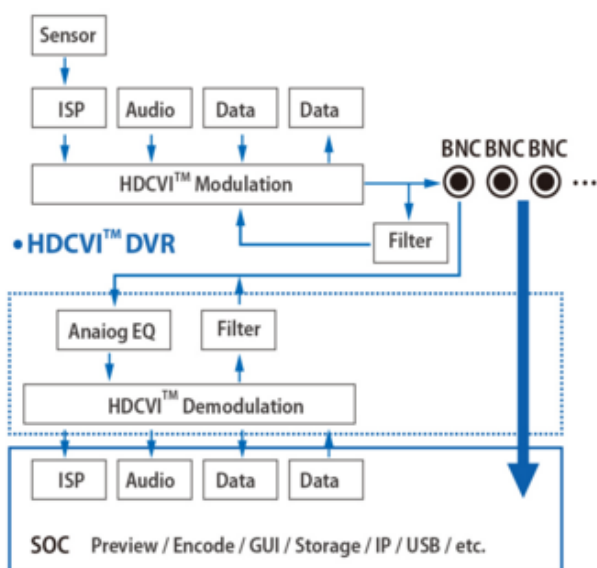 Sensor
ISP Audio Data Data
BNC BNC BNC
HDCVI™ Modulation
...
• HDCVI™ DVR
Filter
Anaiog EQ Filter
HDCVI™ Demodulation
ISP Audio Data Data
SOC Preview / Encode / GUI / Storage / IP / USB / etc.